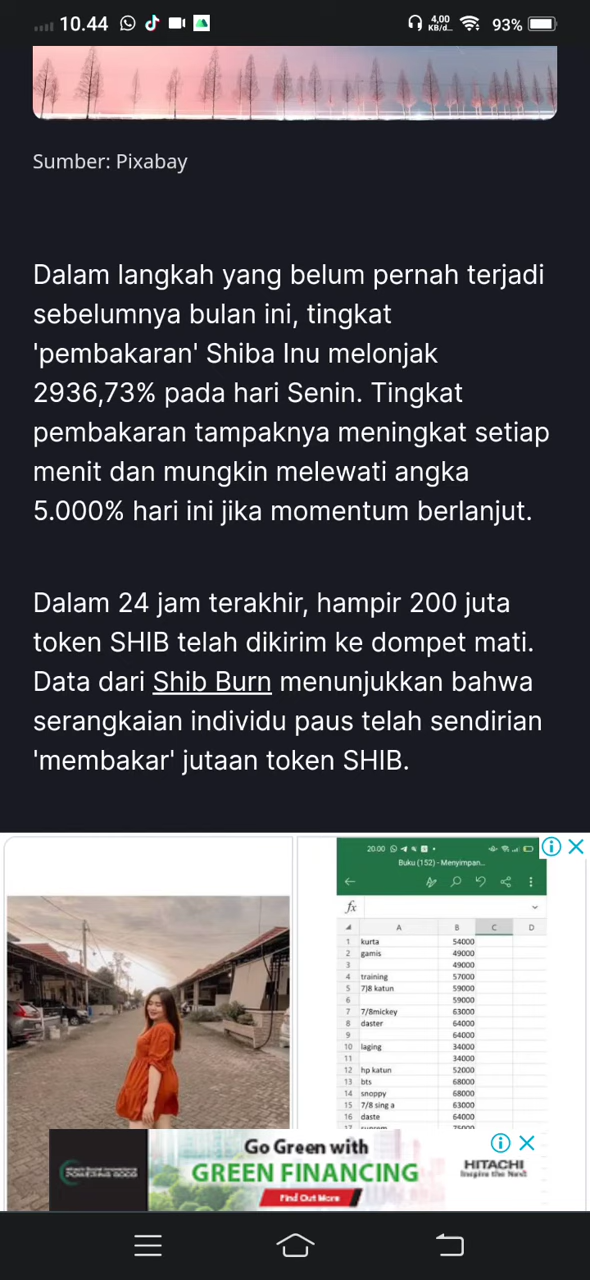 10.44
4,00
KB/d...
93%
Sumber: Pixabay
Dalam langkah yang belum pernah terjadi
sebelumnya bulan ini, tingkat
'pembakaran' Shiba Inu melonjak
2936,73% pada hari Senin. Tingkat
pembakaran tampaknya meningkat setiap
menit dan mungkin melewati angka
5.000% hari ini jika momentum berlanjut.
Dalam 24 jam terakhir, hampir 200 juta
token SHIB telah dikirim ke dompet mati.
Data dari Shib Burn menunjukkan bahwa
serangkaian individu paus telah sendirian
'membakar' jutaan token SHIB.
20.00
Buku (152) - Menyimpan...
fx
A B C D
1 kurta 54000
2 gamis 49000
3 49000
4 training 57000
5 7|8 katun 59000
6 59000
7 7/8mickey 63000
8 daster 64000
9 64000
10 laging 34000
11 34000
12 hp katun 52000
13 bts 68000
14 snoppy 68000
15 7/8 sing a 63000
16 daste 64000
Go Green with
GREEN FINANCING
Find Out More
POWERING GOOD
HITACHI
Inspire the Next